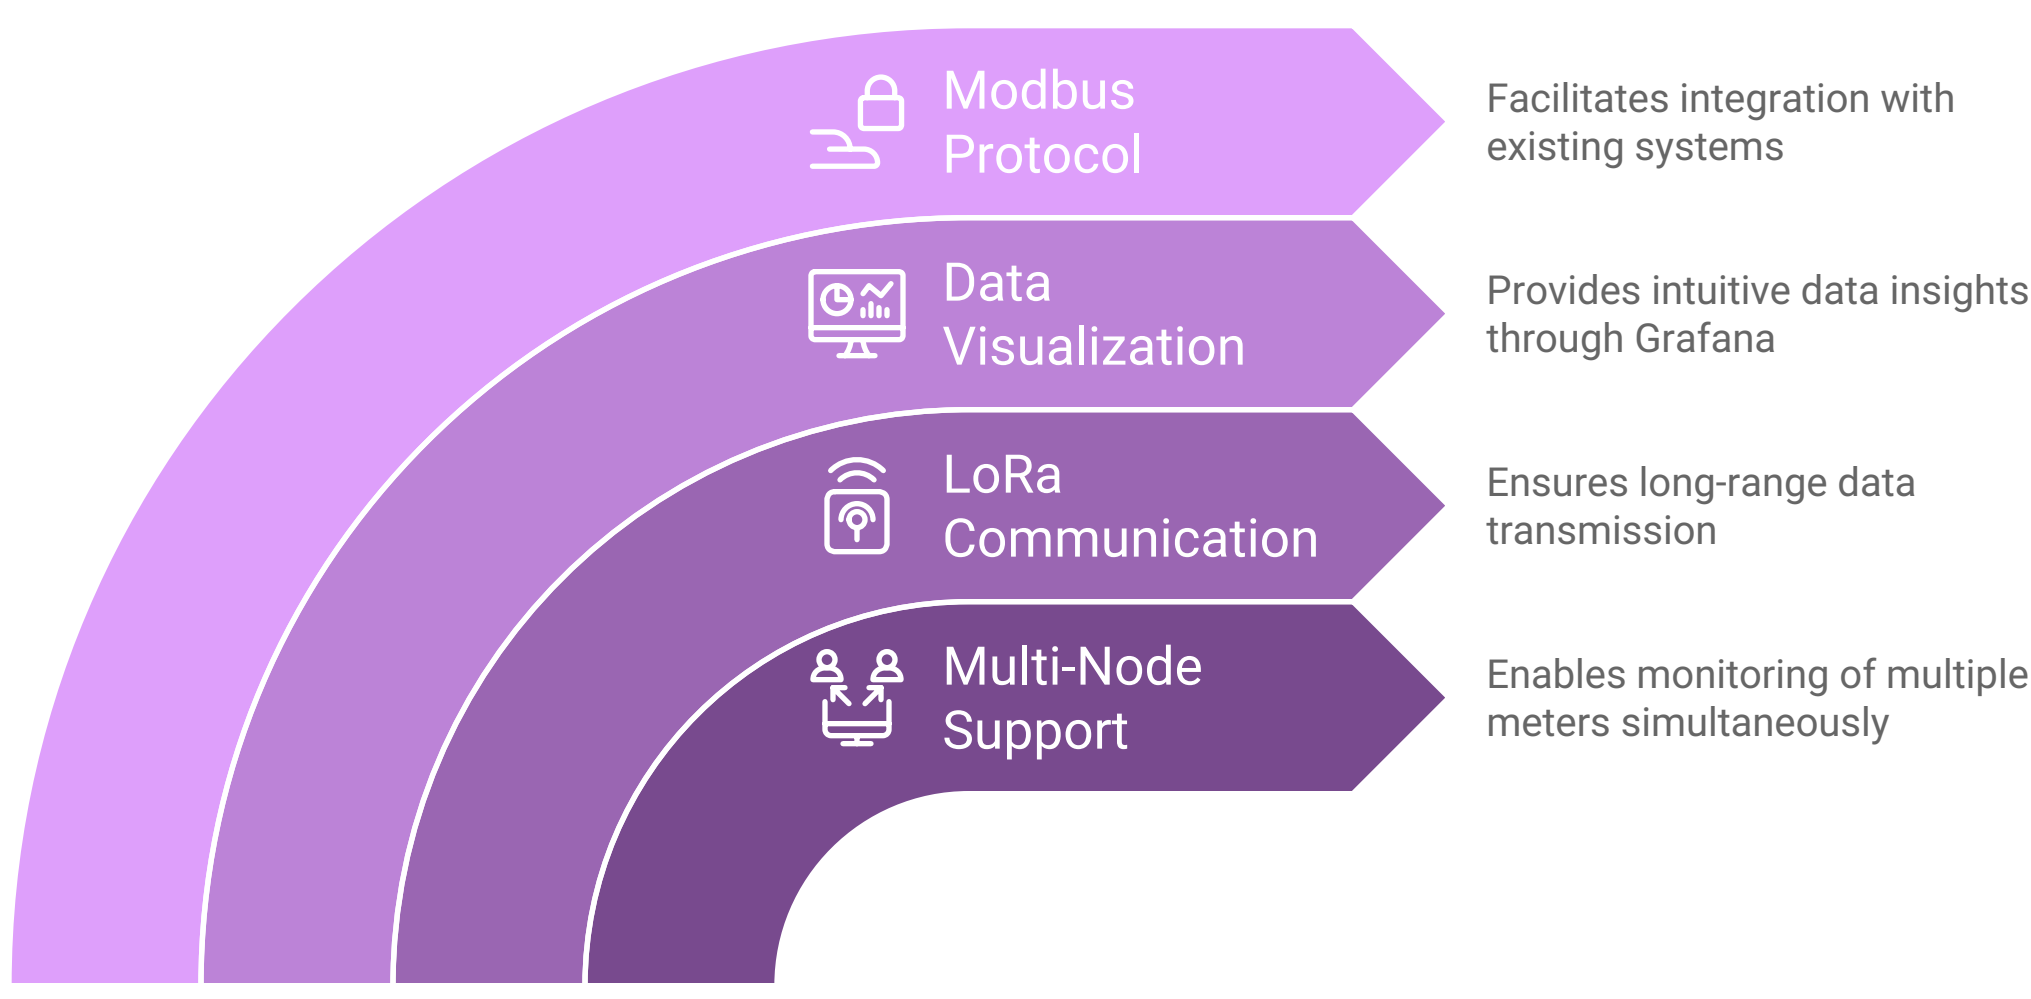 Modbus
Protocol
Facilitates integration with
existing systems
Data
Visualization
Provides intuitive data insights
through Grafana
LoRa
Communication
Ensures long-range data
transmission
Multi-Node
Support
Enables monitoring of multiple
meters simultaneously